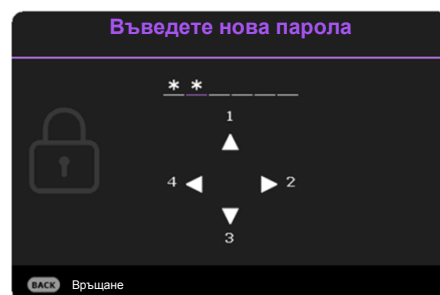 Въведете нова парола
* * _ _ _ _
1
4 2
3
BACK Връщане